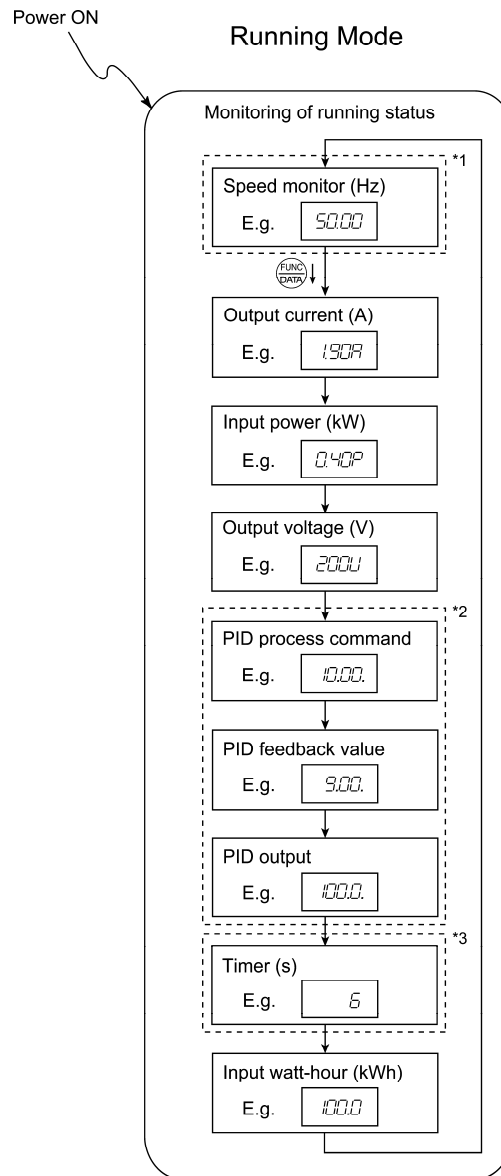 Power ON
Running Mode
Monitoring of running status
*1
Speed monitor (Hz)
E.g. 50.00
FUNC
DATA
Output current (A)
E.g. 1.90A
Input power (kW)
E.g. 0.40P
Output voltage (V)
E.g. 200U
*2
PID process command
E.g. 10.00.
PID feedback value
E.g. 9.00.
PID output
E.g. 100.0.
*3
Timer (s)
E.g. 6
Input watt-hour (kWh)
E.g. 100.0